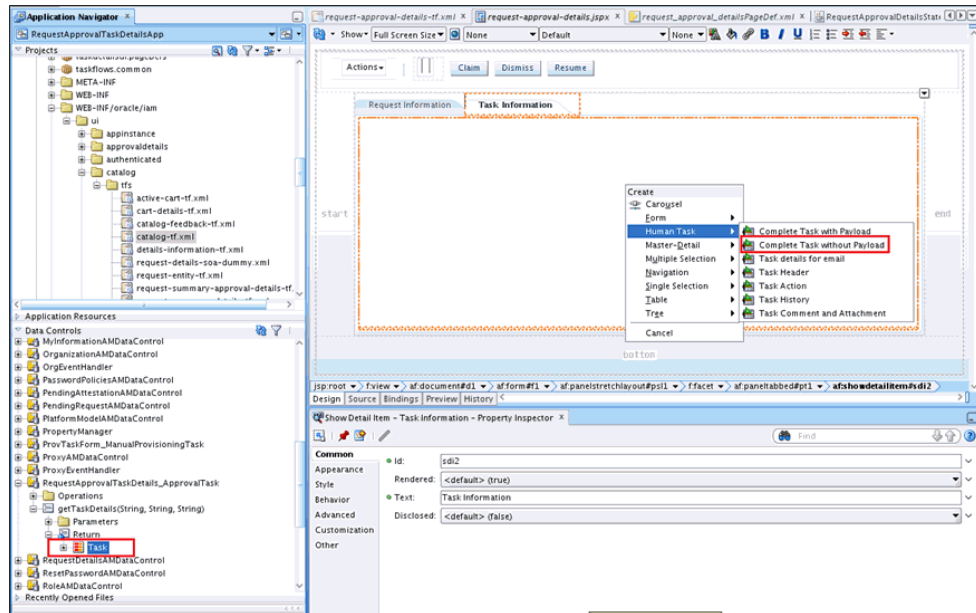 Application Navigator
RequestApprovalTaskDetailsApp
Projects
taskflows.common
META-INF
WEB-INF
WEB-INF/oracle/iam
ui
appinstance
approvaldetails
authenticated
catalog
tfs
active-cart-tf.xml
cart-details-tf.xml
catalog-feedback-tf.xml
catalog-tf.xml
details-information-tf.xml
request-details-soa-dummy.xml
request-entity-tf.xml
request-summary-approval-details-tf.
Application Resources
Data Controls
MyInformationAMDataControl
OrganizationAMDataControl
OrgEventHandler
PasswordPoliciesAMDataControl
PendingAttestationAMDataControl
PendingRequestAMDataControl
PlatformModelAMDataControl
PropertyManager
ProvTaskForm_ManualProvisioningTask
ProxyAMDataControl
ProxyEventHandler
RequestApprovalTaskDetails_ApprovalTask
Operations
getTaskDetails(String, String, String)
Parameters
Return
Task
RequestDetailsAMDataControl
ResetPasswordAMDataControl
RoleAMDataControl
Recently Opened Files
request-approval-details-tf.xml request-approval-details.jspx request_approval_detailsPageDef.xml RequestApprovalDetailsState
Show Full Screen Size None Default None B I U
Actions Claim Dismiss Resume
Request Information Task Information
start
end
Create
Carousel
Form
Human Task
Master-Detail
Multiple Selection
Navigation
Single Selection
Table
Tree
Cancel
Complete Task with Payload
Complete Task without Payload
Task details for email
Task Header
Task Action
Task History
Task Comment and Attachment
botton
jsp:root f:view af:document#d1 af:form#f1 af:panelstretchlayout#psl1 f:facet af:paneltabbed#pt1 af:showdetailitem#sdi2
Design Source Bindings Preview History
Show Detail Item - Task Information - Property Inspector
Find
Common
Appearance
Style
Behavior
Advanced
Customization
Other
Id: sdi2
Rendered: <default> (true)
Text: Task Information
Disclosed: <default> (false)